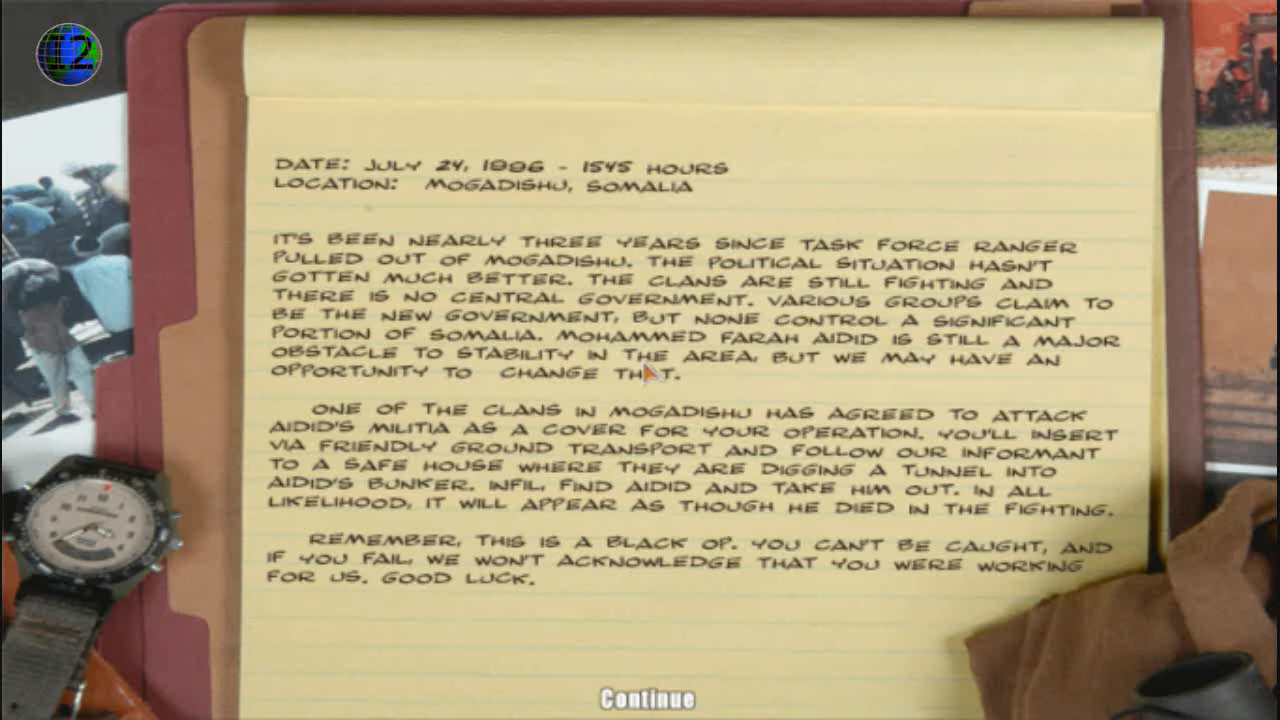 12
DATE: JULY 24, 1996 - 1545 HOURS
LOCATION: MOGADISHU, SOMALIA
IT'S BEEN NEARLY THREE YEARS SINCE TASK FORCE RANGER
PULLED OUT OF MOGADISHU. THE POLITICAL SITUATION HASN'T
GOTTEN MUCH BETTER. THE CLANS ARE STILL FIGHTING AND
THERE IS NO CENTRAL GOVERNMENT. VARIOUS GROUPS CLAIM TO
BE THE NEW GOVERNMENT, BUT NONE CONTROL A SIGNIFICANT
PORTION OF SOMALIA. MOHAMMED FARAH AIDID IS STILL A MAJOR
OBSTACLE TO STABILITY IN THE AREA, BUT WE MAY HAVE AN
OPPORTUNITY TO CHANGE THAT.
ONE OF THE CLANS IN MOGADISHU HAS AGREED TO ATTACK
AIDID'S MILITIA AS A COVER FOR YOUR OPERATION. YOU'LL INSERT
VIA FRIENDLY GROUND TRANSPORT AND FOLLOW OUR INFORMANT
TO A SAFE HOUSE WHERE THEY ARE DIGGING A TUNNEL INTO
AIDID'S BUNKER. INFIL, FIND AIDID AND TAKE HIM OUT. IN ALL
LIKELIHOOD, IT WILL APPEAR AS THOUGH HE DIED IN THE FIGHTING.
REMEMBER, THIS IS A BLACK OP. YOU CAN'T BE CAUGHT, AND
IF YOU FAIL, WE WON'T ACKNOWLEDGE THAT YOU WERE WORKING
FOR US. GOOD LUCK.
Continue